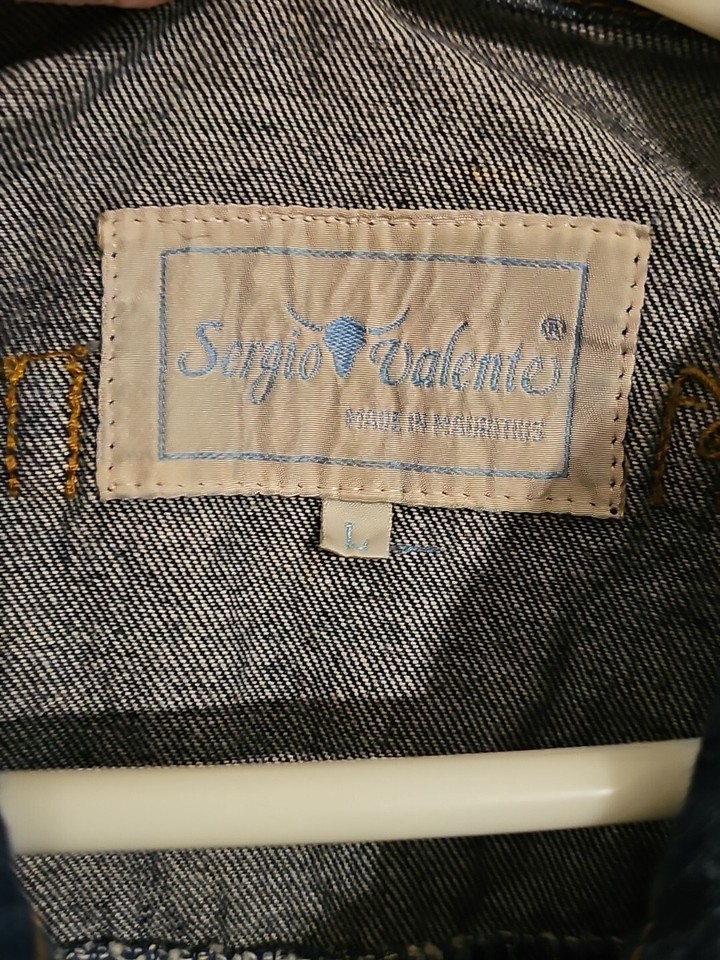 Sergio Valente ®
MADE IN MAURITIUS
L